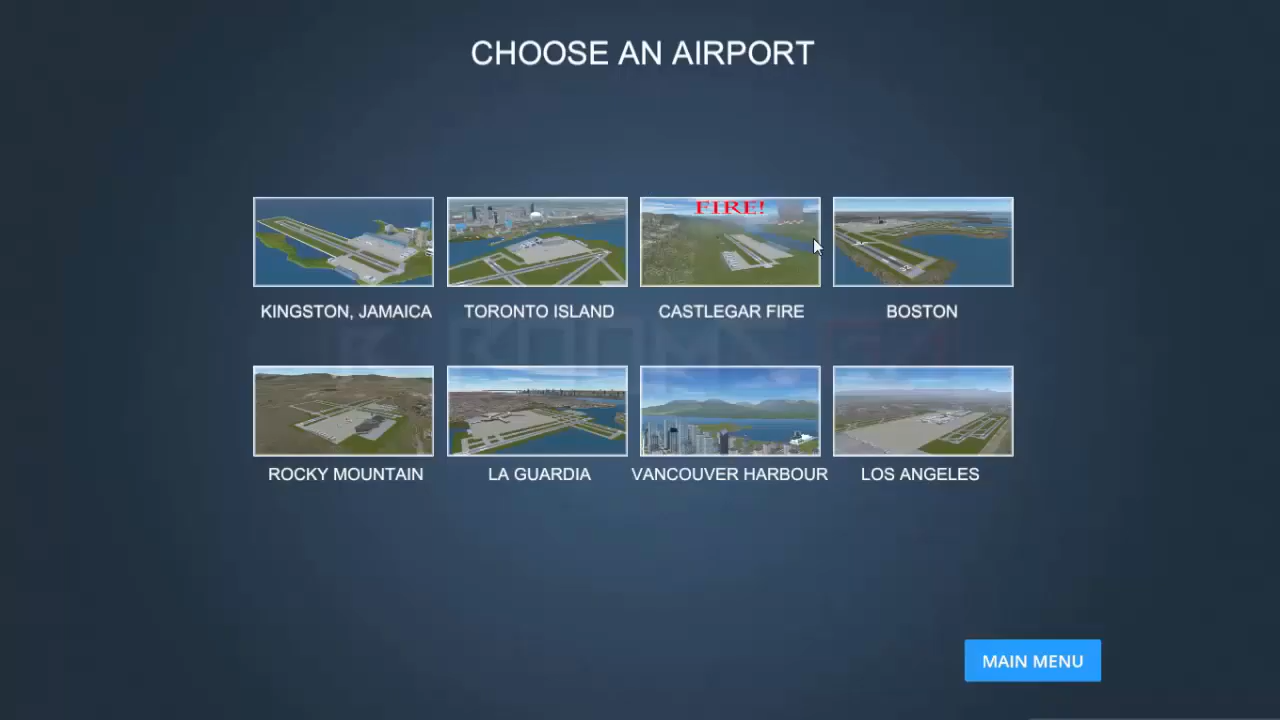 CHOOSE AN AIRPORT
FIRE!
KINGSTON, JAMAICA
TORONTO ISLAND
CASTLEGAR FIRE
BOSTON
ROCKY MOUNTAIN
LA GUARDIA
VANCOUVER HARBOUR
LOS ANGELES
MAIN MENU